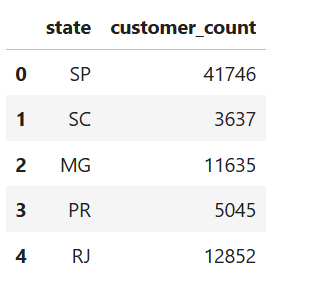 state customer_count
0 SP 41746
1 SC 3637
2 MG 11635
3 PR 5045
4 RJ 12852